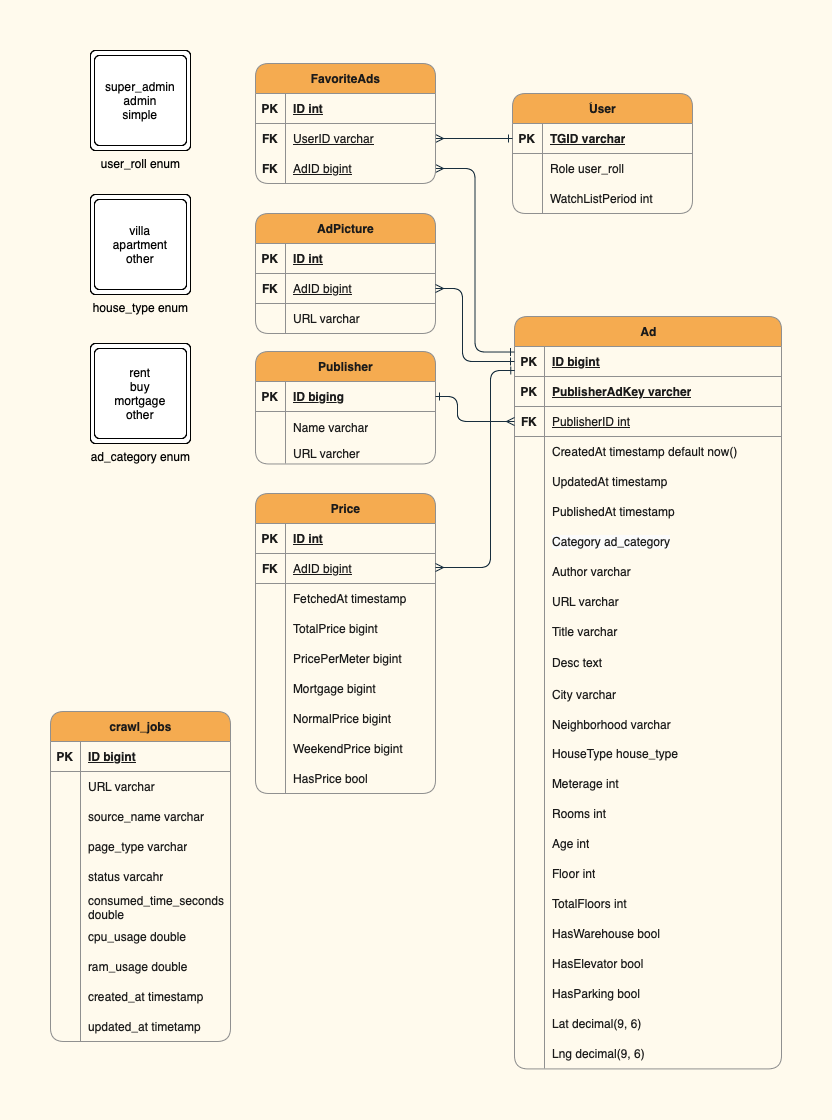 super_admin
admin
simple
user_roll enum
villa
apartment
other
house_type enum
rent
buy
mortgage
other
ad_category enum
FavoriteAds
PK ID int
FK UserID varchar
FK AdID bigint
User
PK TGID varchar
Role user_roll
WatchListPeriod int
AdPicture
PK ID int
FK AdID bigint
URL varchar
Publisher
PK ID biging
Name varchar
URL varcher
Price
PK ID int
FK AdID bigint
FetchedAt timestamp
TotalPrice bigint
PricePerMeter bigint
Mortgage bigint
NormalPrice bigint
WeekendPrice bigint
HasPrice bool
Ad
PK ID bigint
PK PublisherAdKey varcher
FK PublisherID int
CreatedAt timestamp default now()
UpdatedAt timestamp
PublishedAt timestamp
Category ad_category
Author varchar
URL varchar
Title varchar
Desc text
City varchar
Neighborhood varchar
HouseType house_type
Meterage int
Rooms int
Age int
Floor int
TotalFloors int
HasWarehouse bool
HasElevator bool
HasParking bool
Lat decimal(9, 6)
Lng decimal(9, 6)
crawl_jobs
PK ID bigint
URL varchar
source_name varchar
page_type varchar
status varcahr
consumed_time_seconds
double
cpu_usage double
ram_usage double
created_at timestamp
updated_at timetamp